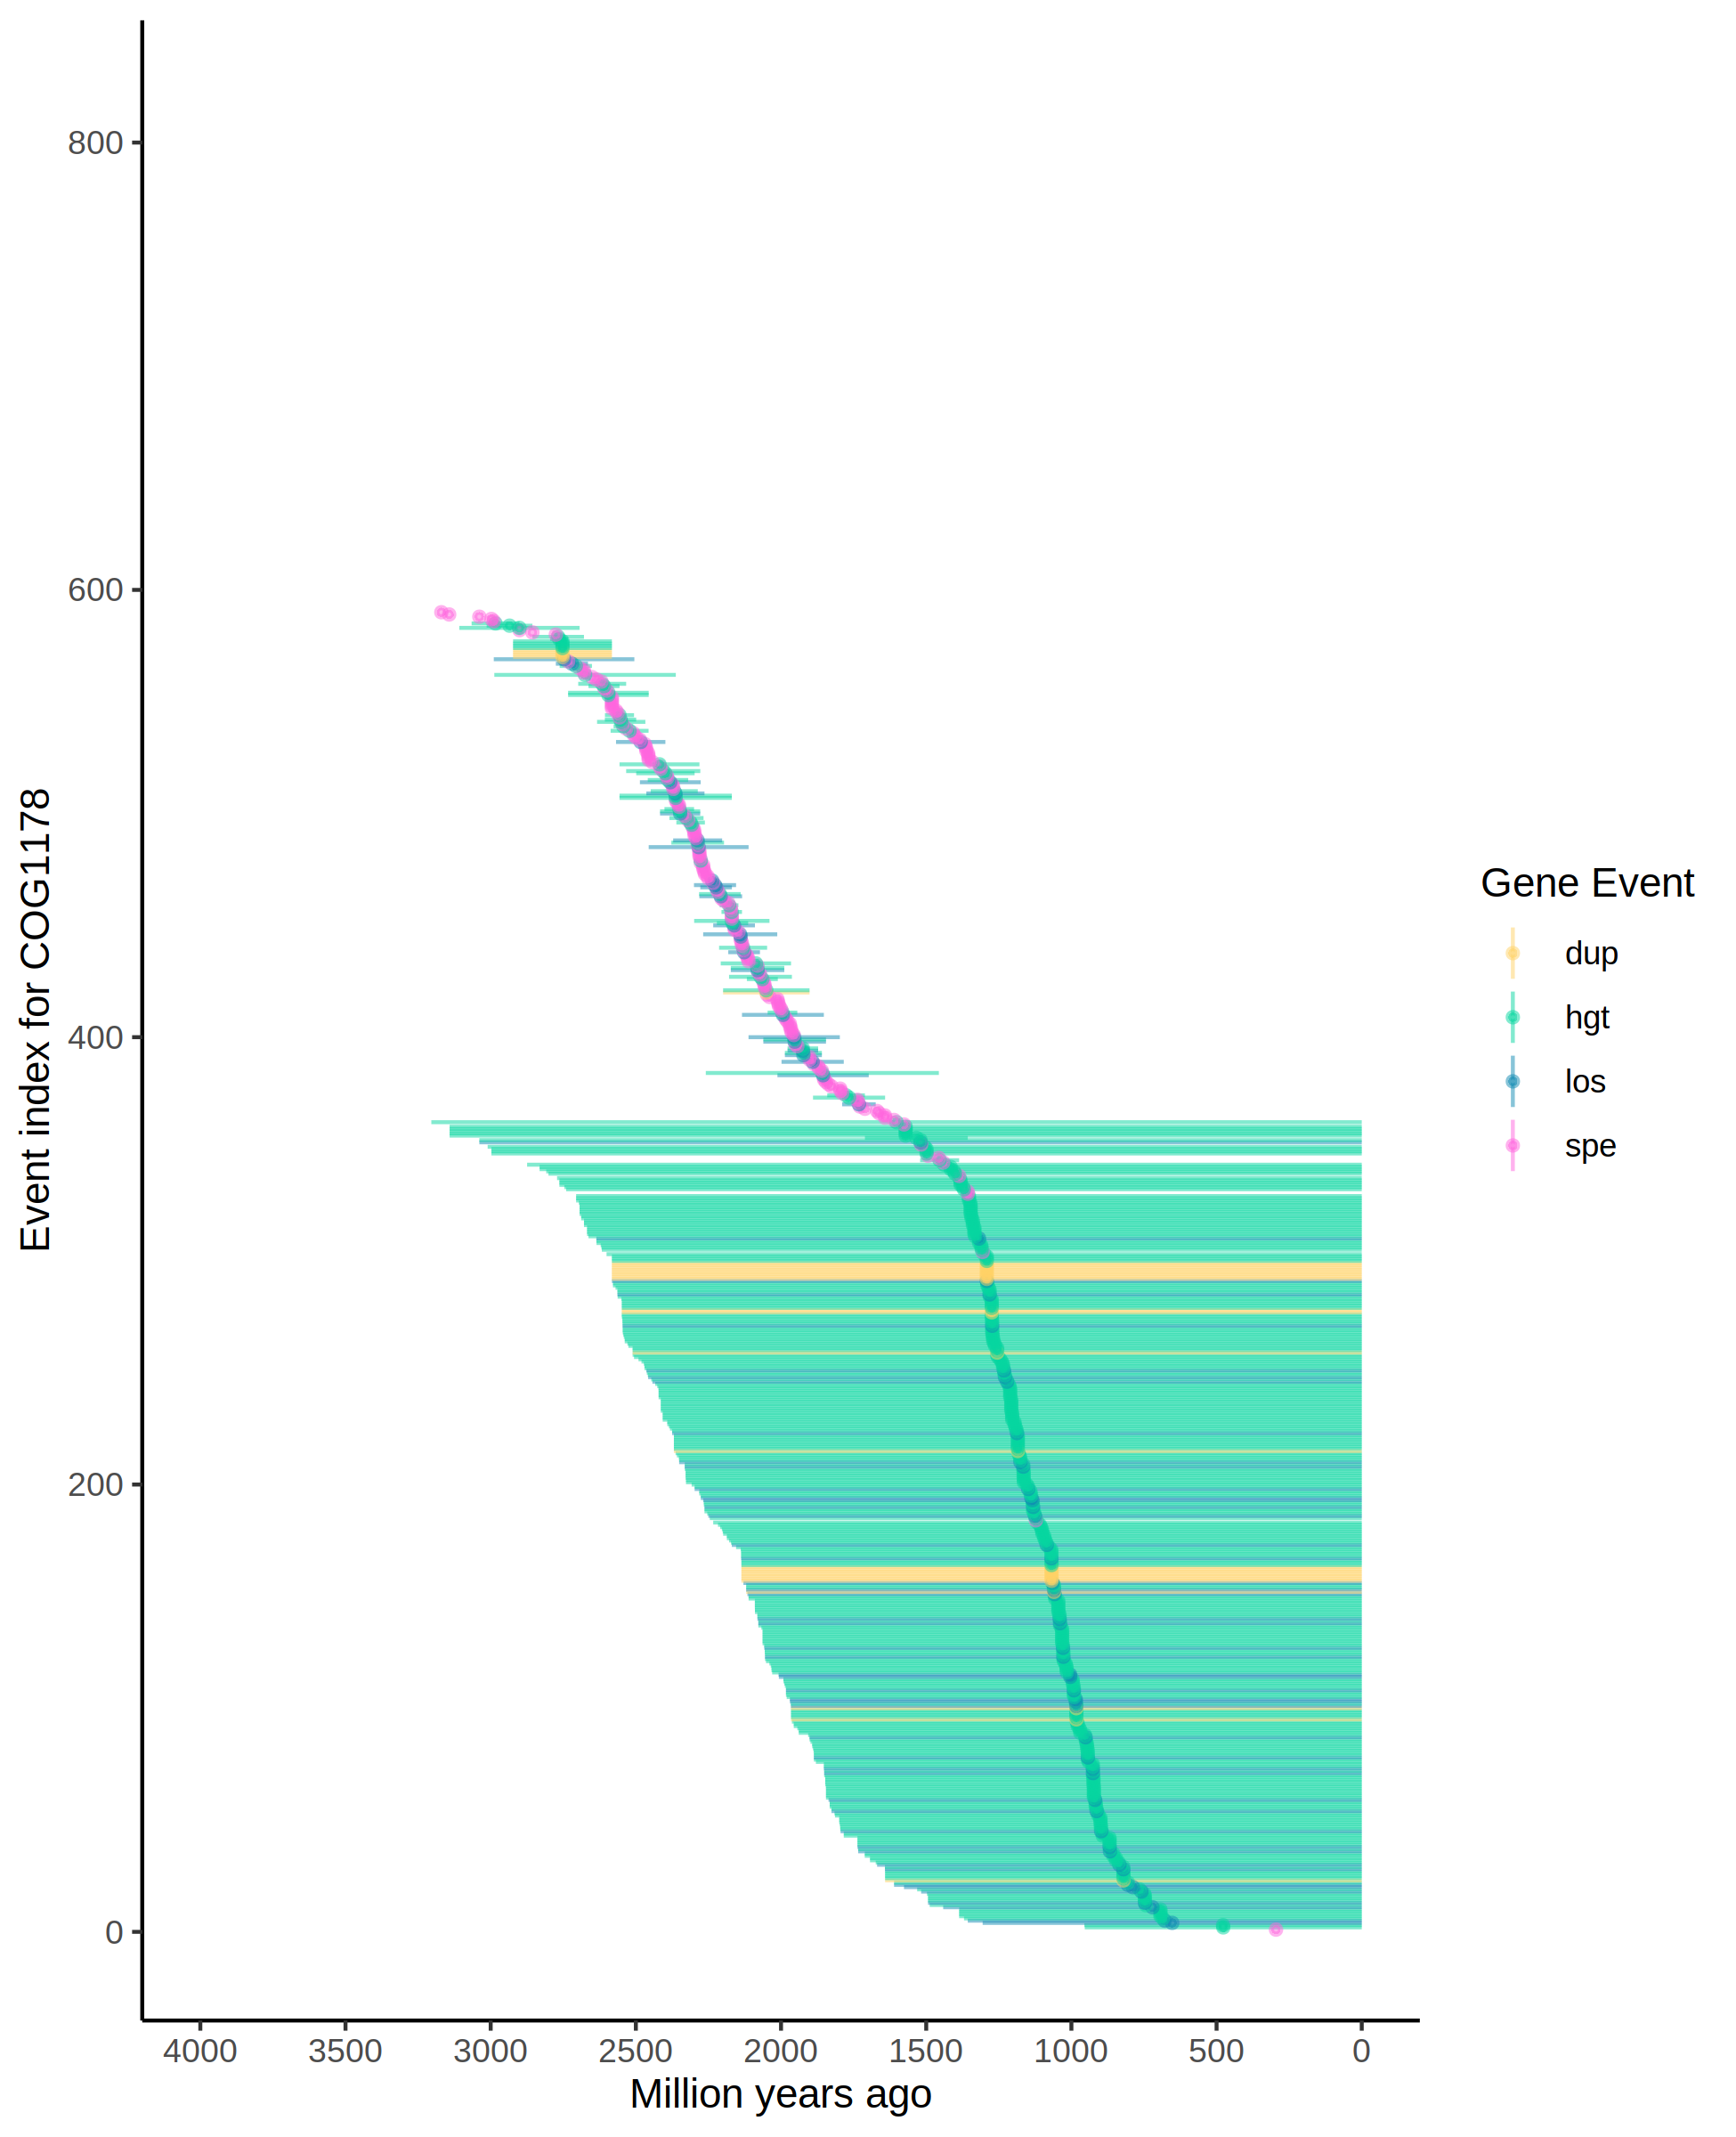 800
600
400
200
0
Event index for COG1178
4000 3500 3000 2500 2000 1500 1000 500 0
Million years ago
Gene Event
dup
hgt
los
spe